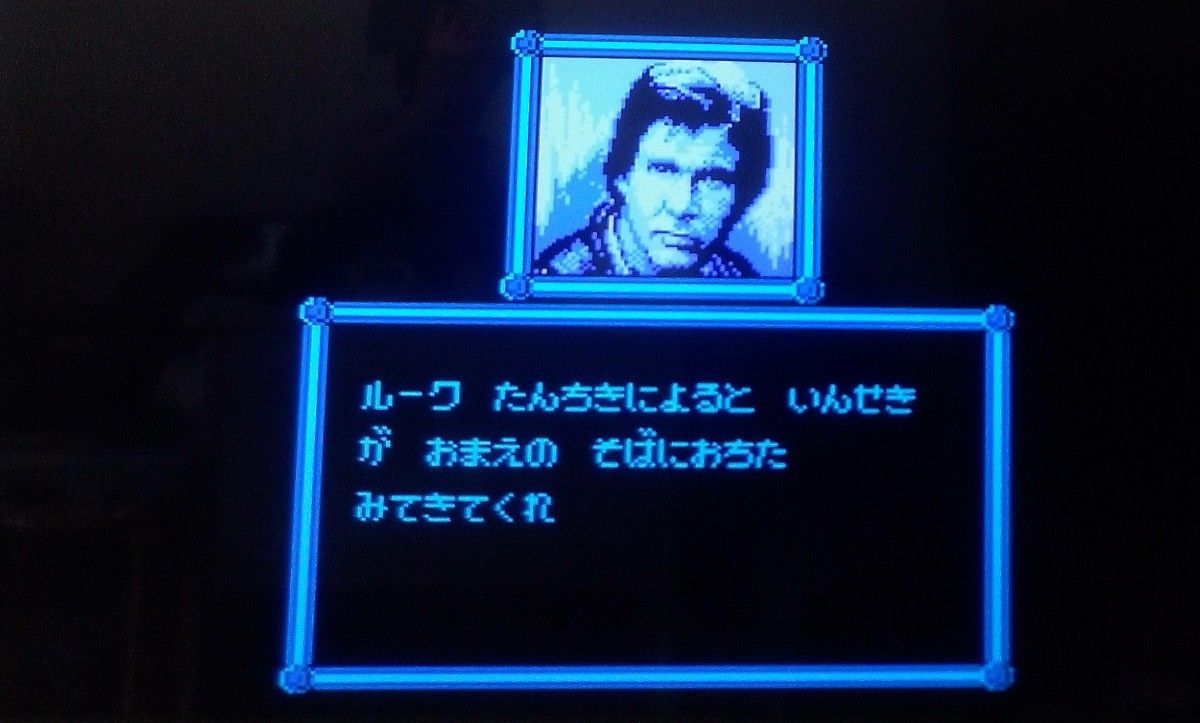 ルーク たんちきによると いんせき
が おまえの そばにおちた
みてきてくれ